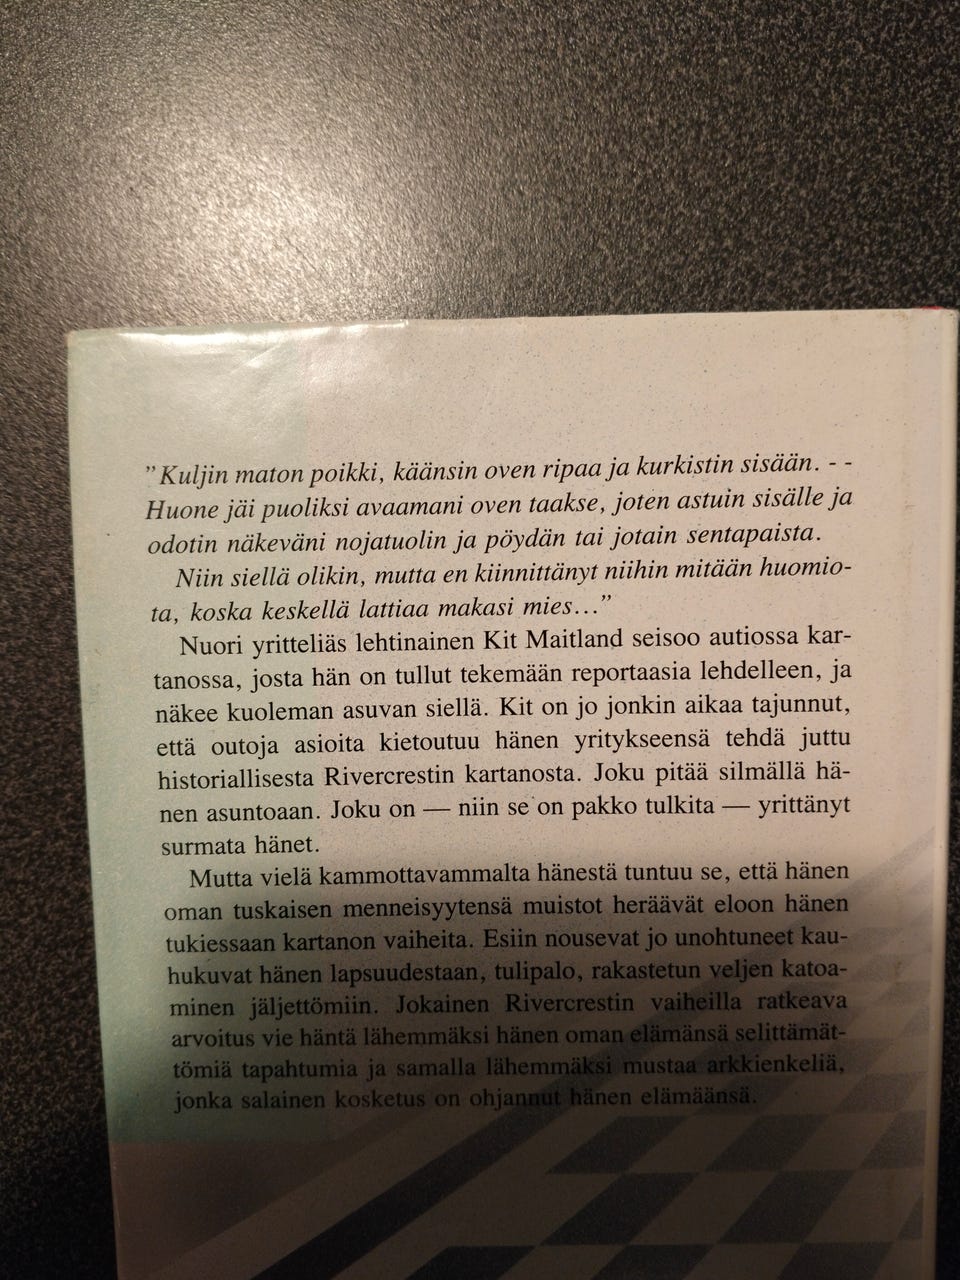 ”Kuljin maton poikki, käänsin oven ripaa ja kurkistin sisään. - -
Huone jäi puoliksi avaamani oven taakse, joten astuin sisälle ja
odotin näkeväni nojatuolin ja pöydän tai jotain sentapaista.
Niin siellä olikin, mutta en kiinnittänyt niihin mitään huomio-
ta, koska keskellä lattiaa makasi mies...”
Nuori yritteliäs lehtinainen Kit Maitland seisoo autiossa kar-
tanossa, josta hän on tullut tekemään reportaasia lehdelleen, ja
näkee kuoleman asuvan siellä. Kit on jo jonkin aikaa tajunnut,
että outoja asioita kietoutuu hänen yritykseensä tehdä juttu
historiallisesta Rivercrestin kartanosta. Joku pitää silmällä hä-
nen asuntoaan. Joku on — niin se on pakko tulkita — yrittänyt
surmata hänet.
Mutta vielä kammottavammalta hänestä tuntuu se, että hänen
oman tuskaisen menneisyytensä muistot heräävät eloon hänen
tukiessaan kartanon vaiheita. Esiin nousevat jo unohtuneet kau-
hukuvat hänen lapsuudestaan, tulipalo, rakastetun veljen katoa-
minen jäljettömiin. Jokainen Rivercrestin vaiheilla ratkeava
arvoitus vie häntä lähemmäksi hänen oman elämänsä selittämät-
tömiä tapahtumia ja samalla lähemmäksi mustaa arkkienkeliä,
jonka salainen kosketus on ohjannut hänen elämäänsä.